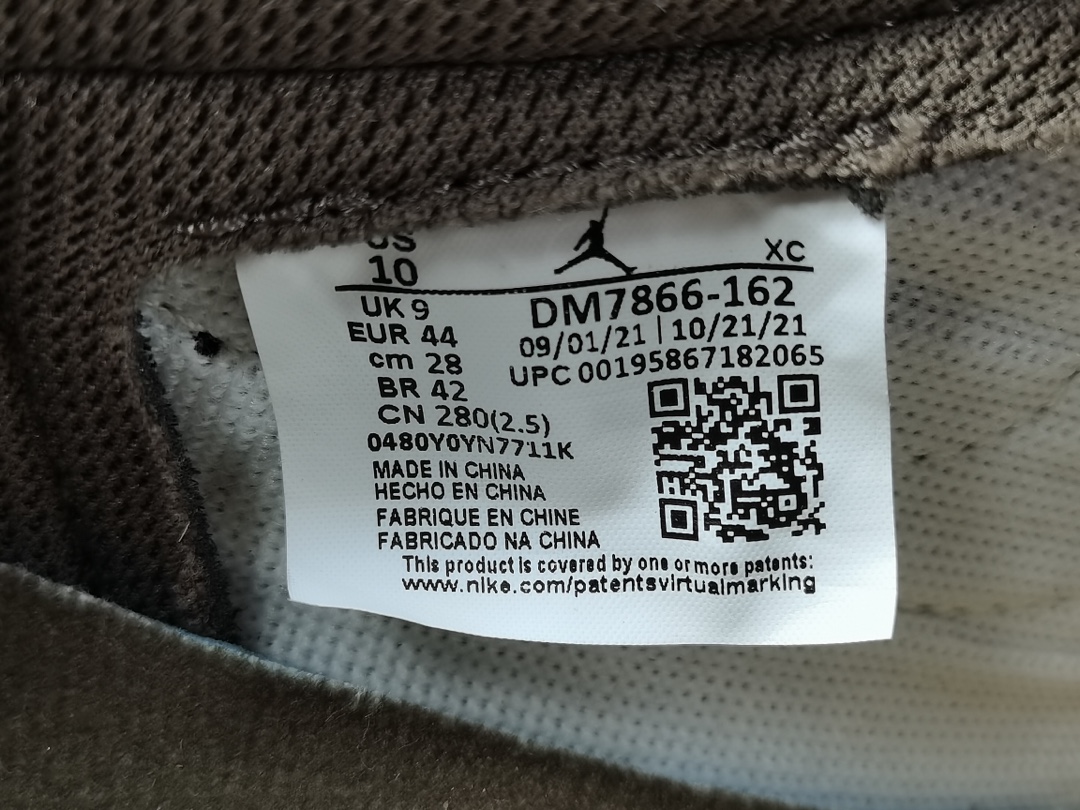 US
10
XC
UK 9
EUR 44
cm 28
BR 42
CN 280(2.5)
0480Y0YN7711K
MADE IN CHINA
HECHO EN CHINA
FABRIQUE EN CHINE
FABRICADO NA CHINA
DM7866-162
09/01/21 | 10/21/21
UPC 00195867182065
This product is covered by one or more patents:
www.nike.com/patentsvirtualmarking